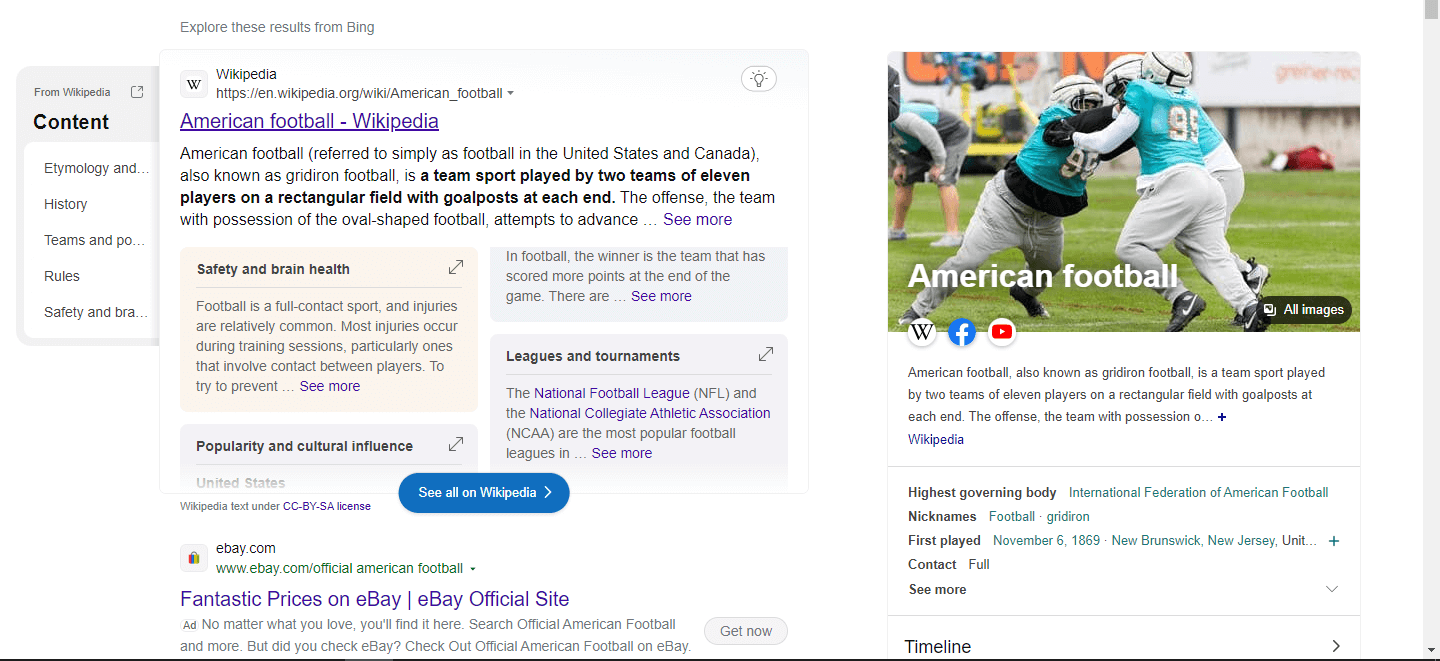 Explore these results from Bing
From Wikipedia
Content
Etymology and...
History
Teams and po...
Rules
Safety and bra...
W
Wikipedia
https://en.wikipedia.org/wiki/American_football
American football - Wikipedia
American football (referred to simply as football in the United States and Canada),
also known as gridiron football, is a team sport played by two teams of eleven
players on a rectangular field with goalposts at each end. The offense, the team
with possession of the oval-shaped football, attempts to advance … See more
Safety and brain health
Football is a full-contact sport, and injuries
are relatively common. Most injuries occur
during training sessions, particularly ones
that involve contact between players. To
try to prevent … See more
Popularity and cultural influence
United States
In football, the winner is the team that has
scored more points at the end of the
game. There are … See more
Leagues and tournaments
The National Football League (NFL) and
the National Collegiate Athletic Association
(NCAA) are the most popular football
leagues in … See more
See all on Wikipedia
Wikipedia text under CC-BY-SA license
ebay.com
www.ebay.com/official american football
Fantastic Prices on eBay | eBay Official Site
Ad No matter what you love, you'll find it here. Search Official American Football
and more. But did you check eBay? Check Out Official American Football on eBay.
Get now
American football
All images
W
American football, also known as gridiron football, is a team sport played
by two teams of eleven players on a rectangular field with goalposts at
each end. The offense, the team with possession o… +
Wikipedia
Highest governing body International Federation of American Football
Nicknames Football · gridiron
First played November 6, 1869 · New Brunswick, New Jersey, Unit… +
Contact Full
See more
Timeline